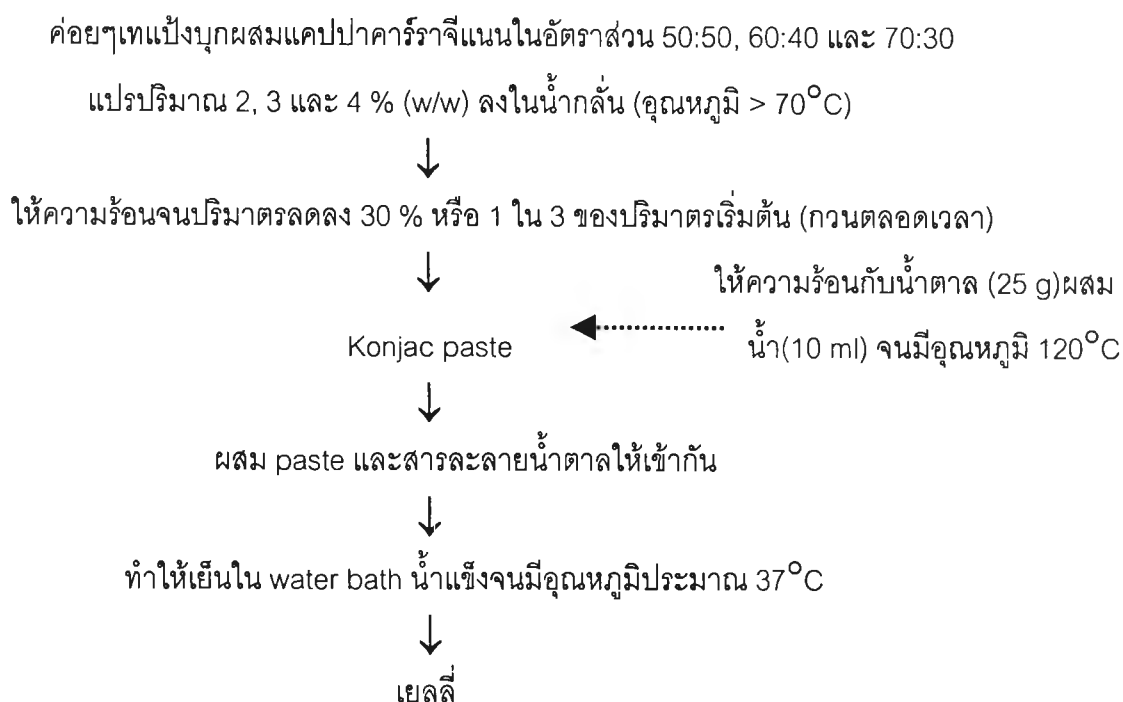 ค่อยๆเทแป้งบุกผสมแคปปาคาร์ราจีแนนในอัตราส่วน 50:50, 60:40 และ 70:30
แปรปริมาณ 2, 3 และ 4 % (w/w) ลงในน้ำกลั่น (อุณหภูมิ > 70°C)
↓
ให้ความร้อนจนปริมาตรลดลง 30 % หรือ 1 ใน 3 ของปริมาตรเริ่มต้น (กวนตลอดเวลา)
↓
ให้ความร้อนกับน้ำตาล (25 g)ผสม
น้ำ(10 ml) จนมีอุณหภูมิ 120°C
Konjac paste
↓
ผสม paste และสารละลายน้ำตาลให้เข้ากัน
↓
ทำให้เย็นใน water bath น้ำแข็งจนมีอุณหภูมิประมาณ 37°C
↓
เยลลี่